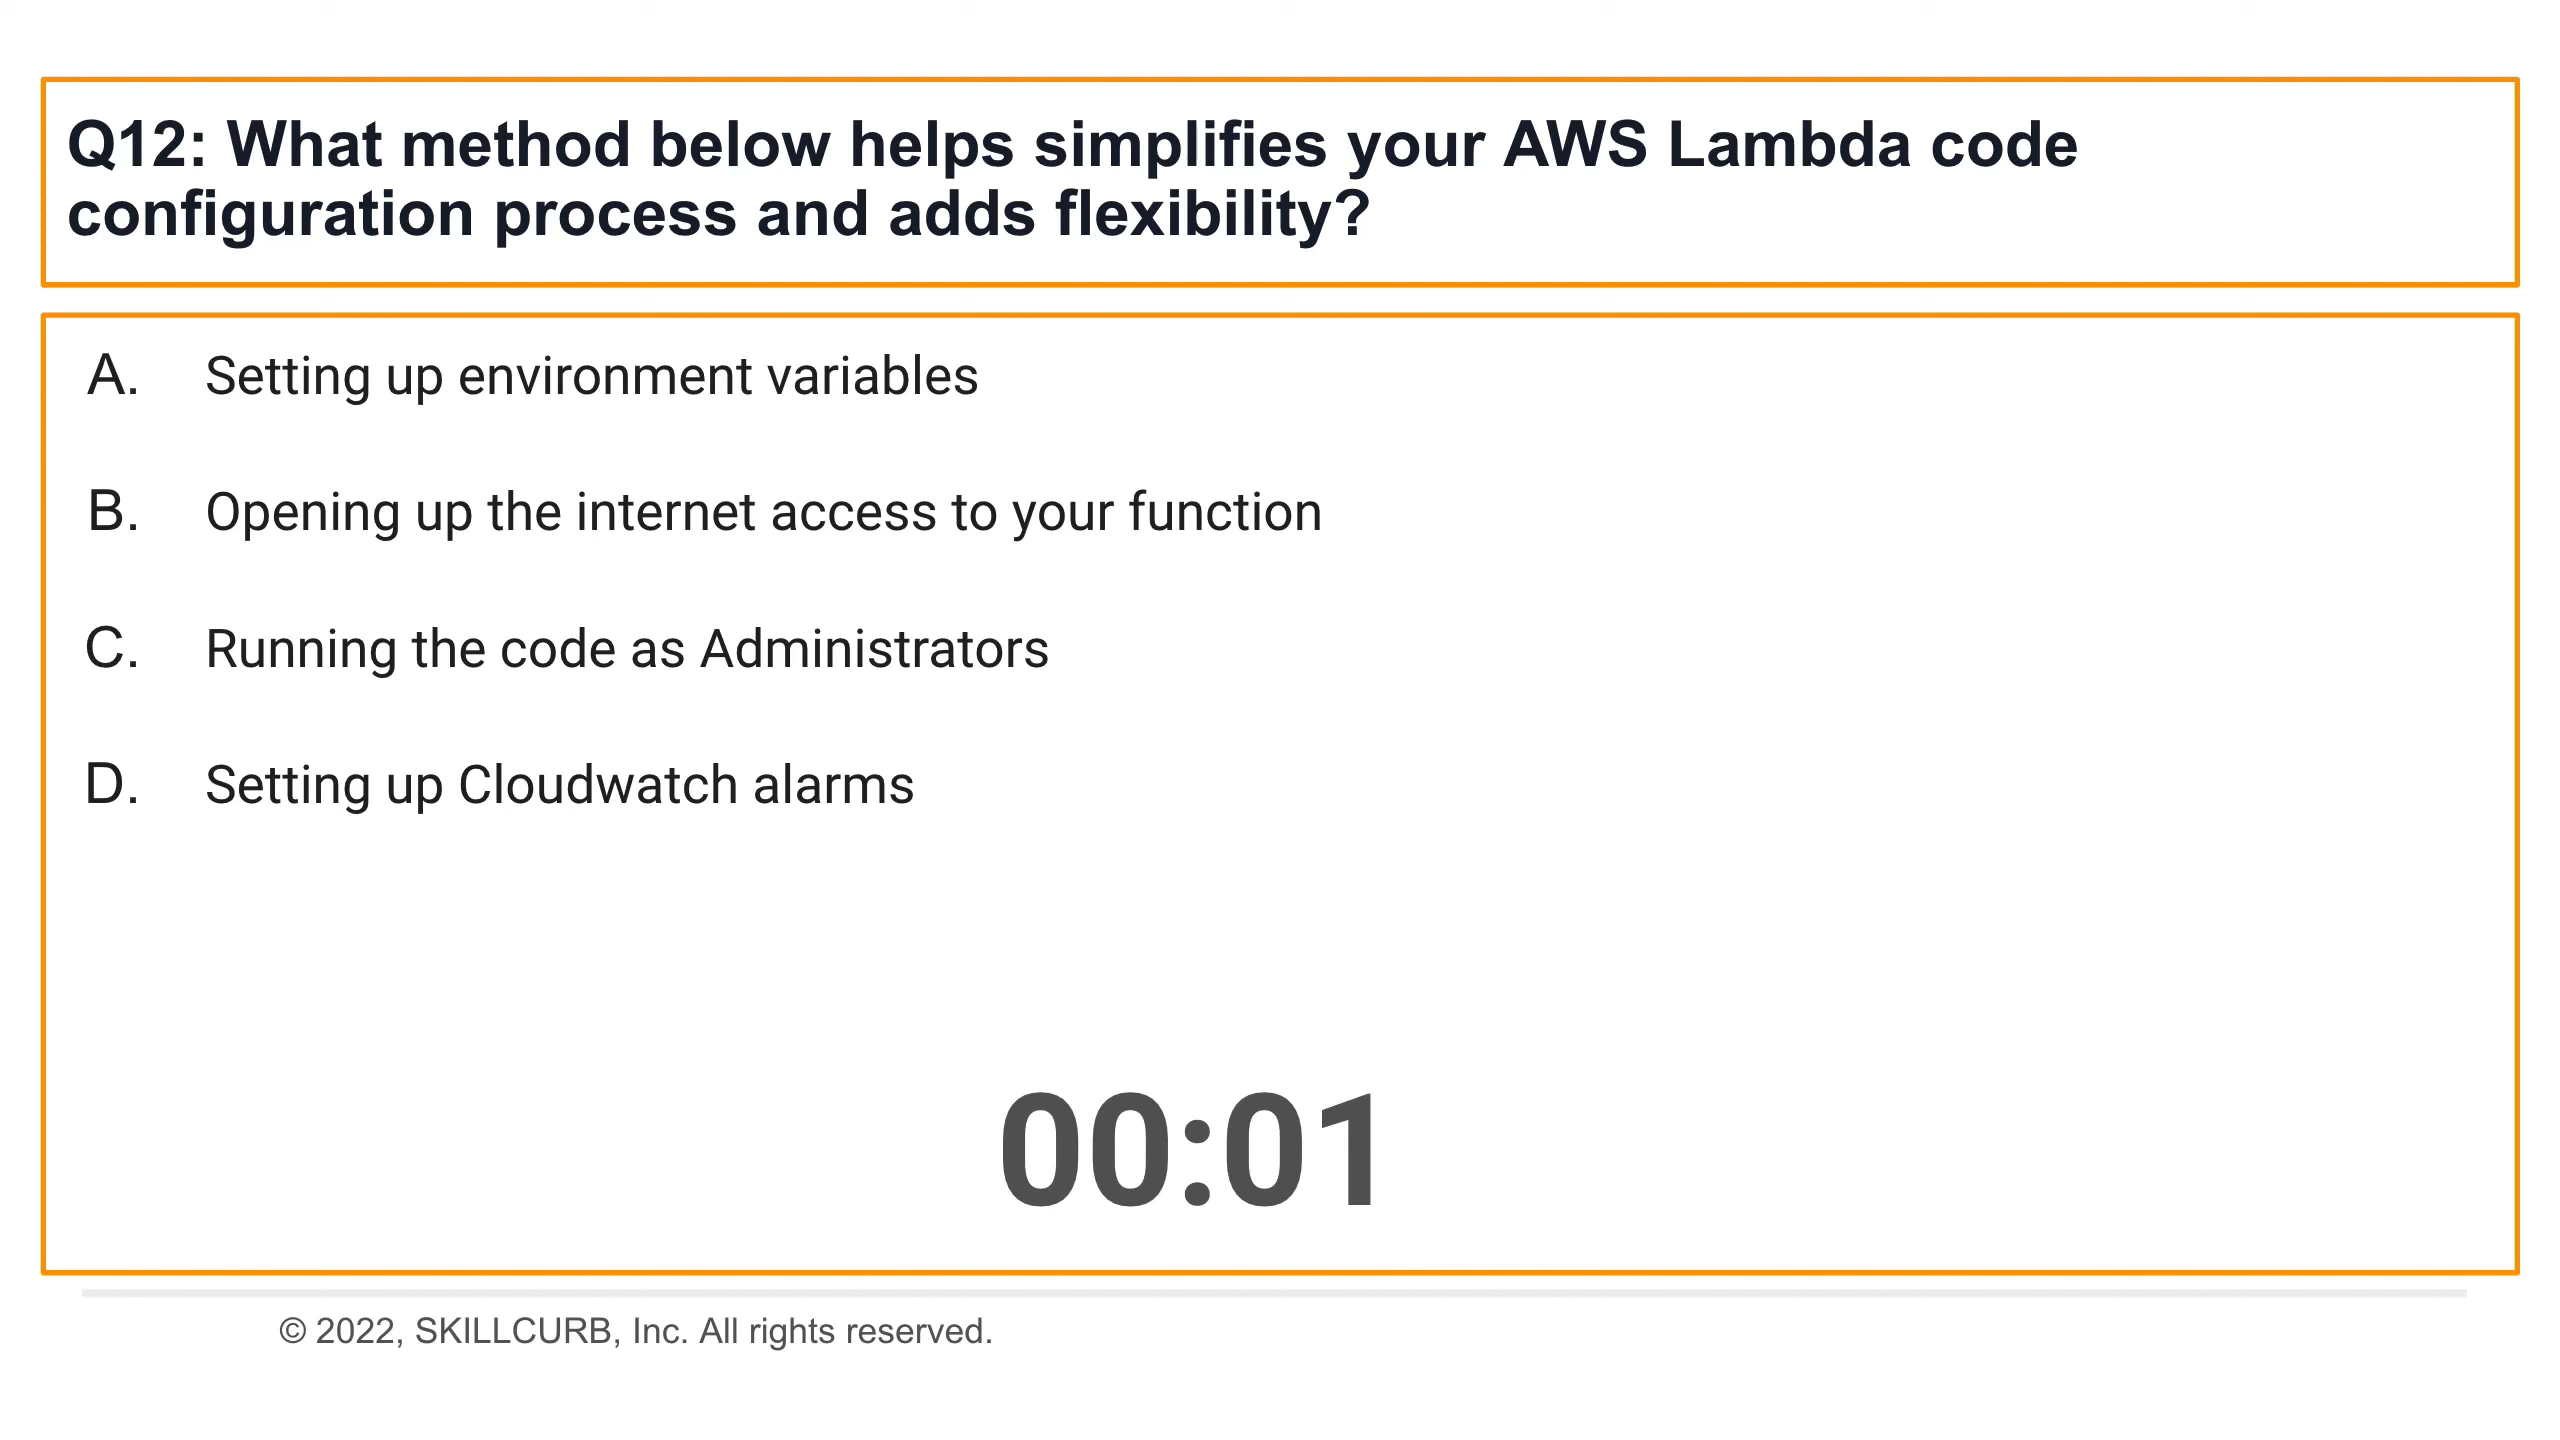 Q12: What method below helps simplifies your AWS Lambda code
configuration process and adds flexibility?
A. Setting up environment variables
B. Opening up the internet access to your function
C. Running the code as Administrators
D. Setting up Cloudwatch alarms
00:01
© 2022, SKILLCURB, Inc. All rights reserved.